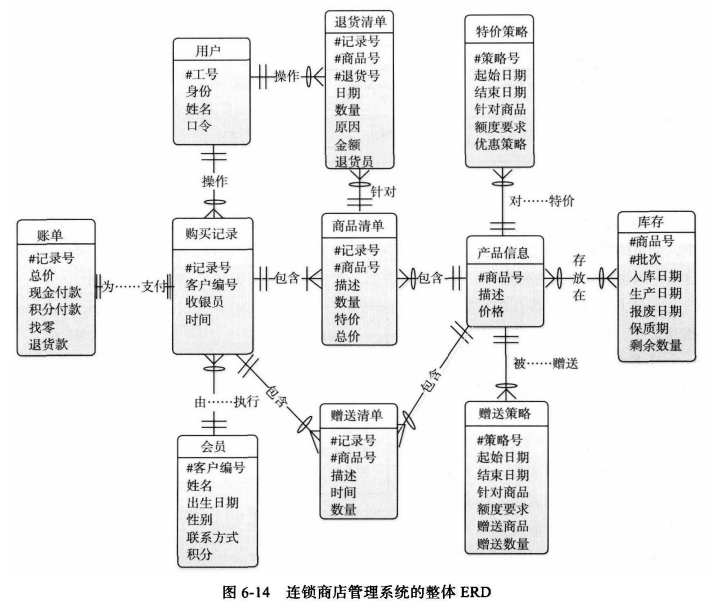 退货清单
#记录号
#商品号
#退货号
日期
数量
原因
金额
退货员
特价策略
#策略号
起始日期
结束日期
针对商品
额度要求
优惠策略
用户
#工号
身份
姓名
口令
操作
操作
针对
对……特价
账单
#记录号
总价
现金付款
积分付款
找零
退货款
为……支付
购买记录
#记录号
客户编号
收银员
时间
包含
商品清单
#记录号
#商品号
描述
数量
特价
总价
包含
产品信息
#商品号
描述
价格
存放在
库存
#商品号
#批次
入库日期
生产日期
报废日期
保质期
剩余数量
由……执行
包含
包含
被……赠送
会员
#客户编号
姓名
出生日期
性别
联系方式
积分
赠送清单
#记录号
#商品号
描述
时间
数量
赠送策略
#策略号
起始日期
结束日期
针对商品
额度要求
赠送商品
赠送数量
图 6-14 连锁商店管理系统的整体 ERD